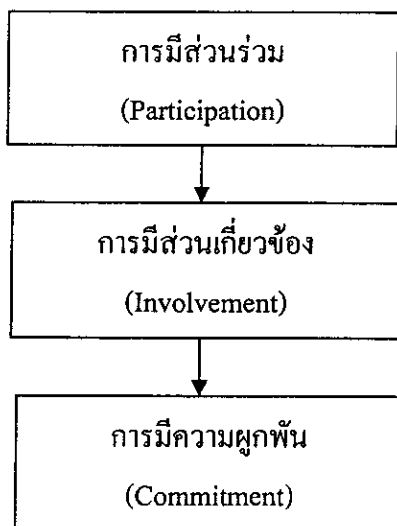 การมีส่วนร่วม
(Participation)
การมีส่วนเกี่ยวข้อง
(Involvement)
การมีความผูกพัน
(Commitment)